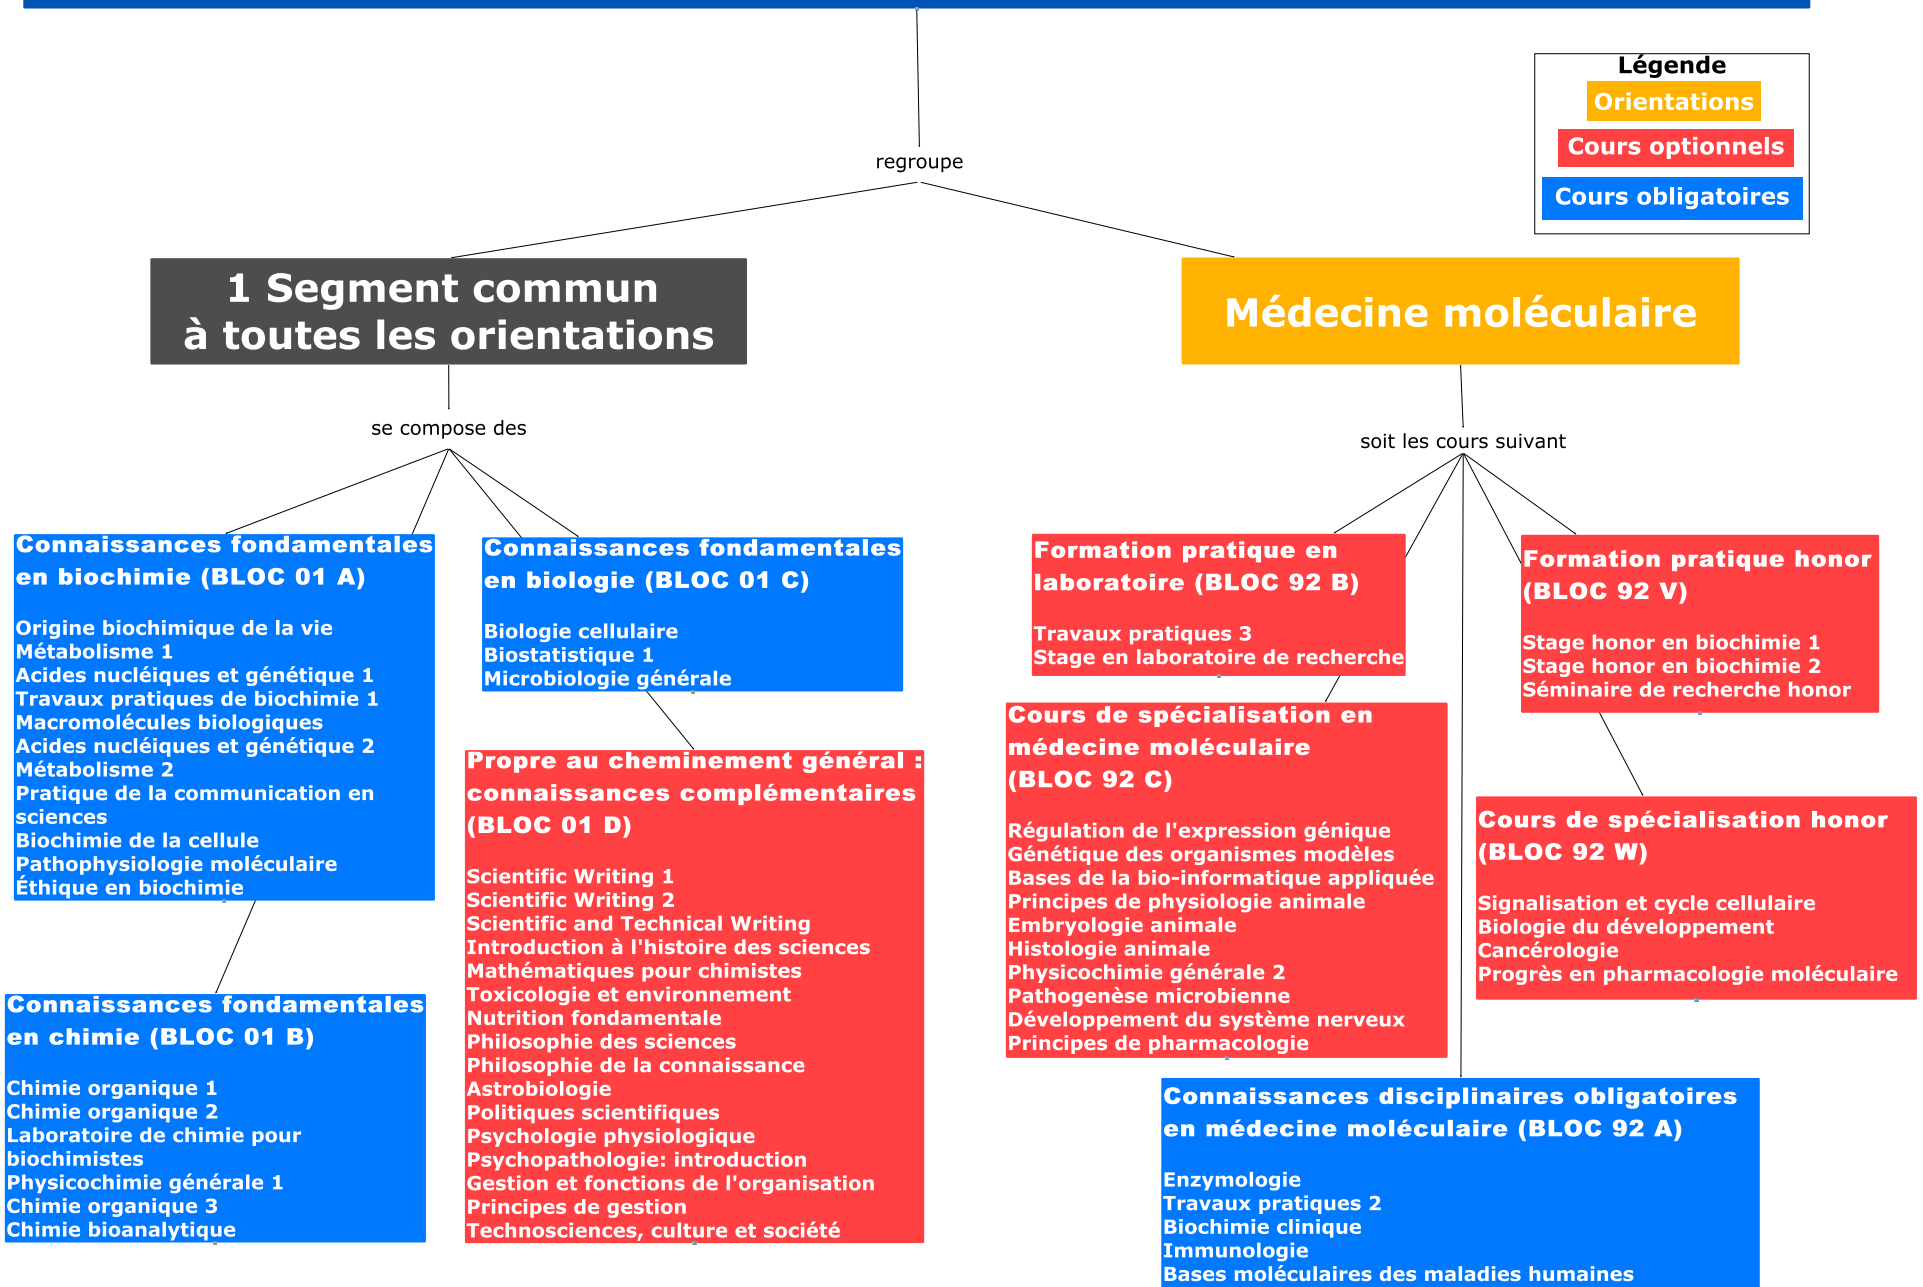 Légende
Orientations
Cours optionnels
Cours obligatoires
regroupe
1 Segment commun
à toutes les orientations
Médecine moléculaire
se compose des
soit les cours suivant
Connaissances fondamentales
en biochimie (BLOC 01 A)
Origine biochimique de la vie
Métabolisme 1
Acides nucléiques et génétique 1
Travaux pratiques de biochimie 1
Macromolécules biologiques
Acides nucléiques et génétique 2
Métabolisme 2
Pratique de la communication en
sciences
Biochimie de la cellule
Pathophysiologie moléculaire
Éthique en biochimie
Connaissances fondamentales
en chimie (BLOC 01 B)
Chimie organique 1
Chimie organique 2
Laboratoire de chimie pour
biochimistes
Physicochimie générale 1
Chimie organique 3
Chimie bioanalytique
Connaissances fondamentales
en biologie (BLOC 01 C)
Biologie cellulaire
Biostatistique 1
Microbiologie générale
Propre au cheminement général :
connaissances complémentaires
(BLOC 01 D)
Scientific Writing 1
Scientific Writing 2
Scientific and Technical Writing
Introduction à l'histoire des sciences
Mathématiques pour chimistes
Toxicologie et environnement
Nutrition fondamentale
Philosophie des sciences
Philosophie de la connaissance
Astrobiologie
Politiques scientifiques
Psychologie physiologique
Psychopathologie: introduction
Gestion et fonctions de l'organisation
Principes de gestion
Technosciences, culture et société
Formation pratique en
laboratoire (BLOC 92 B)
Travaux pratiques 3
Stage en laboratoire de recherche
Cours de spécialisation en
médecine moléculaire
(BLOC 92 C)
Régulation de l'expression génique
Génétique des organismes modèles
Bases de la bio-informatique appliquée
Principes de physiologie animale
Embryologie animale
Histologie animale
Physicochimie générale 2
Pathogenèse microbienne
Développement du système nerveux
Principes de pharmacologie
Formation pratique honor
(BLOC 92 V)
Stage honor en biochimie 1
Stage honor en biochimie 2
Séminaire de recherche honor
Cours de spécialisation honor
(BLOC 92 W)
Signalisation et cycle cellulaire
Biologie du développement
Cancérologie
Progrès en pharmacologie moléculaire
Connaissances disciplinaires obligatoires
en médecine moléculaire (BLOC 92 A)
Enzymologie
Travaux pratiques 2
Biochimie clinique
Immunologie
Bases moléculaires des maladies humaines